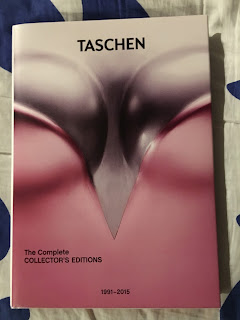 TASCHEN
The Complete
COLLECTOR'S EDITIONS
1991–2015